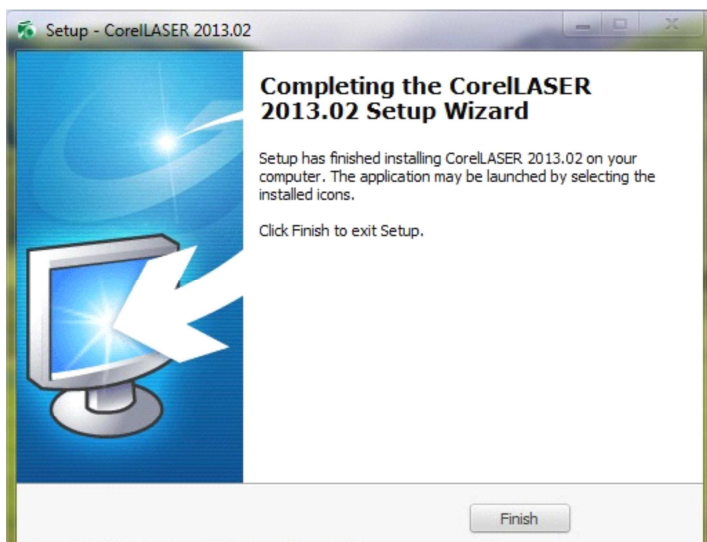 Setup - CorelLASER 2013.02
Completing the CorelLASER
2013.02 Setup Wizard
Setup has finished installing CorelLASER 2013.02 on your
computer. The application may be launched by selecting the
installed icons.
Click Finish to exit Setup.
Finish